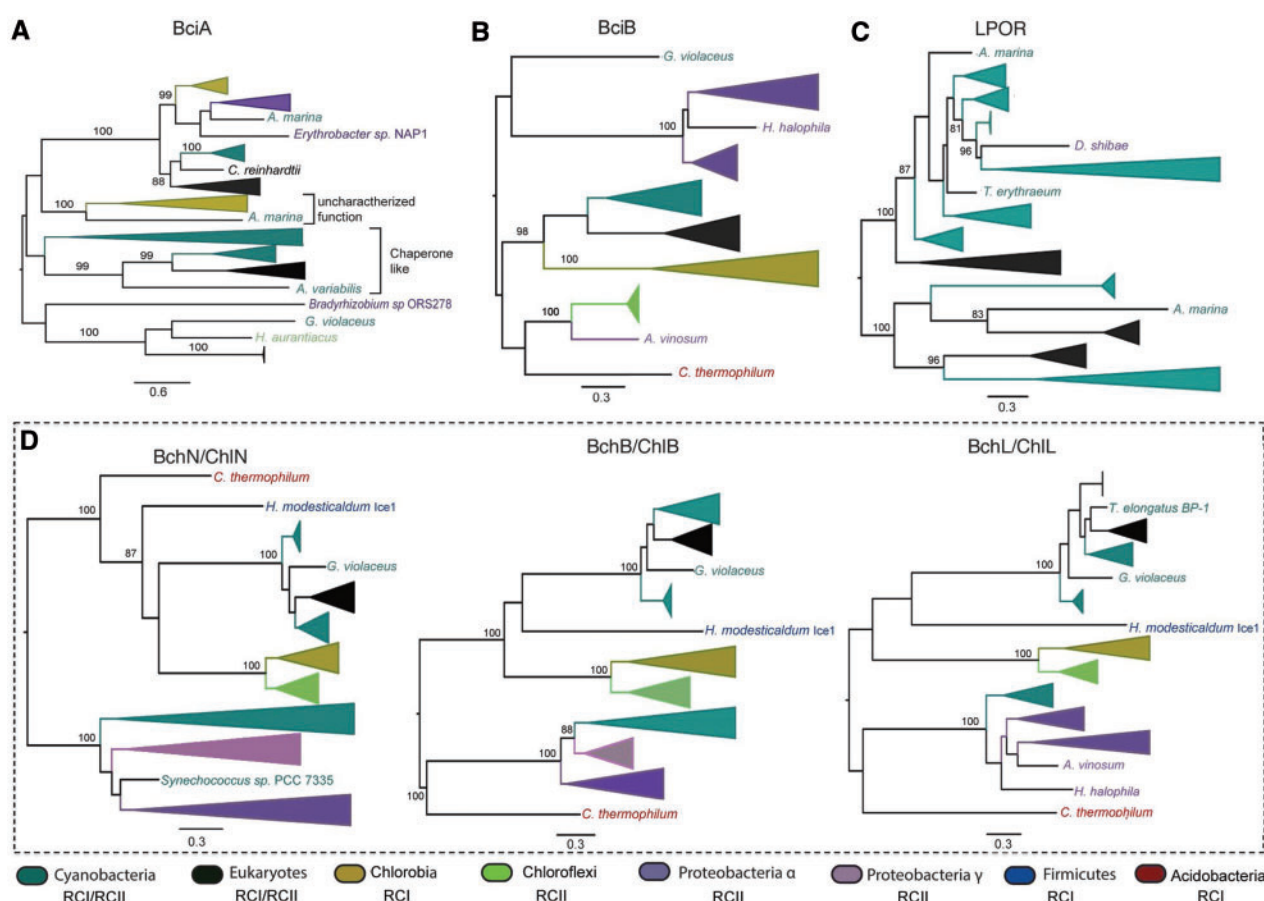 A
BciA
99
A. marina
Erythrobacter sp. NAP1
100
100
C. reinhardtii
88
100
A. marina
uncharactherized
function
99
99
Chaperone
like
A. variabilis
Bradyrhizobium sp ORS278
G. violaceus
100
H. aurantiacus
100
0.6
B
BciB
G. violaceus
100
H. halophila
98
100
100
A. vinosum
C. thermophilum
0.3
C
LPOR
A. marina
81
96
D. shibae
87
T. erythraeum
100
A. marina
83
100
96
0.3
D
BchN/ChlN
C. thermophilum
100
H. modesticaldum Ice1
87
100
G. violaceus
100
100
Synechococcus sp. PCC 7335
0.3
BchB/ChlB
100
G. violaceus
H. modesticaldum Ice1
100
100
88
100
100
C. thermophilum
0.3
BchL/ChlL
T. elongatus BP-1
100
G. violaceus
H. modesticaldum Ice1
100
100
A. vinosum
H. halophila
C. thermophilum
0.3
Cyanobacteria
RCI/RCII
Eukaryotes
RCI/RCII
Chlorobia
RCI
Chloroflexi
RCII
Proteobacteria α
RCII
Proteobacteria γ
RCII
Firmicutes
RCI
Acidobacteria
RCI